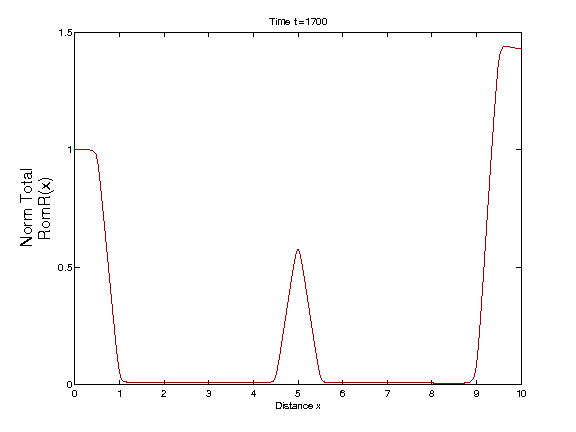 Time t=1700
1.5
1
0.5
0
Norm Total
RomR(x)
0 1 2 3 4 5 6 7 8 9 10
Distance x